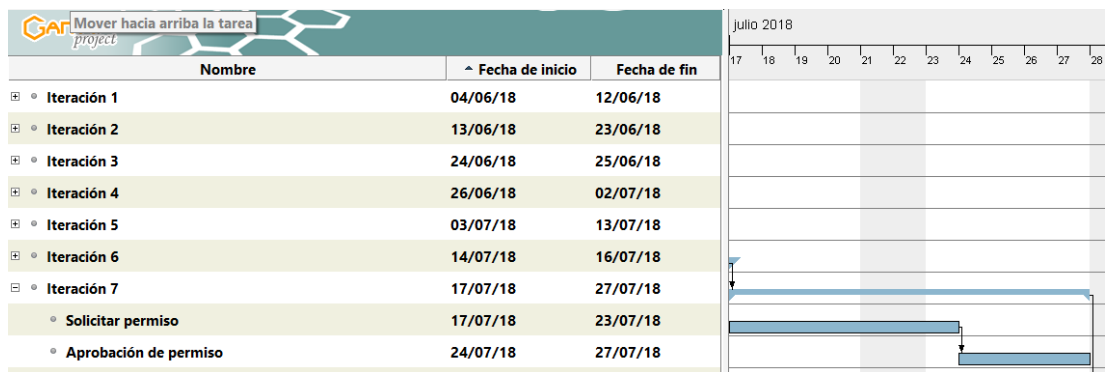 Mover hacia arriba la tarea
project
julio 2018
Nombre Fecha de inicio Fecha de fin
17 18 19 20 21 22 23 24 25 26 27 28
Iteración 1 04/06/18 12/06/18
Iteración 2 13/06/18 23/06/18
Iteración 3 24/06/18 25/06/18
Iteración 4 26/06/18 02/07/18
Iteración 5 03/07/18 13/07/18
Iteración 6 14/07/18 16/07/18
Iteración 7 17/07/18 27/07/18
Solicitar permiso 17/07/18 23/07/18
Aprobación de permiso 24/07/18 27/07/18